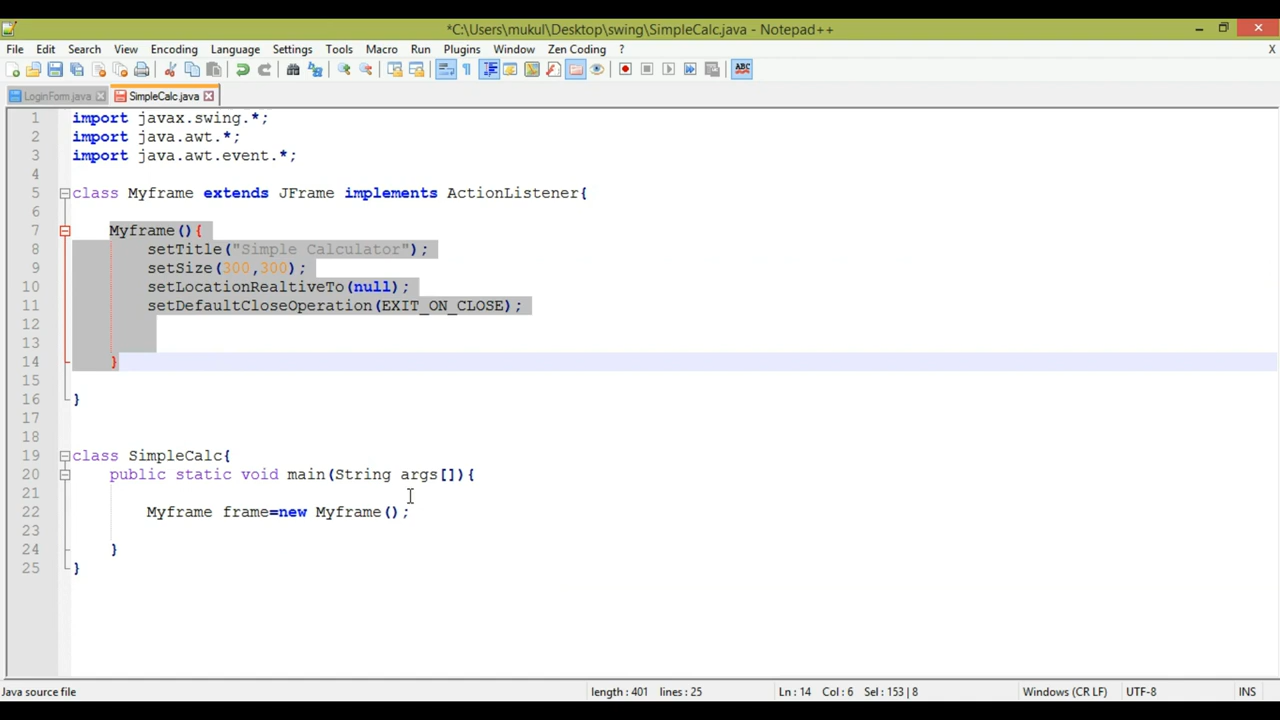 *C:\Users\mukul\Desktop\swing\SimpleCalc.java - Notepad++
File Edit Search View Encoding Language Settings Tools Macro Run Plugins Window Zen Coding ? X
ABC
LoginForm.java SimpleCalc.java
1 import javax.swing.*;
2 import java.awt.*;
3 import java.awt.event.*;
4
5 class Myframe extends JFrame implements ActionListener{
6
7 Myframe(){
8 setTitle("Simple Calculator");
9 setSize(300,300);
10 setLocationRealtiveTo(null);
11 setDefaultCloseOperation(EXIT_ON_CLOSE);
12
13
14 }
15
16 }
17
18
19 class SimpleCalc{
20 public static void main(String args[]){
21
22 Myframe frame=new Myframe();
23
24 }
25 }
Java source file length : 401 lines : 25 Ln : 14 Col : 6 Sel : 153 | 8 Windows (CR LF) UTF-8 INS